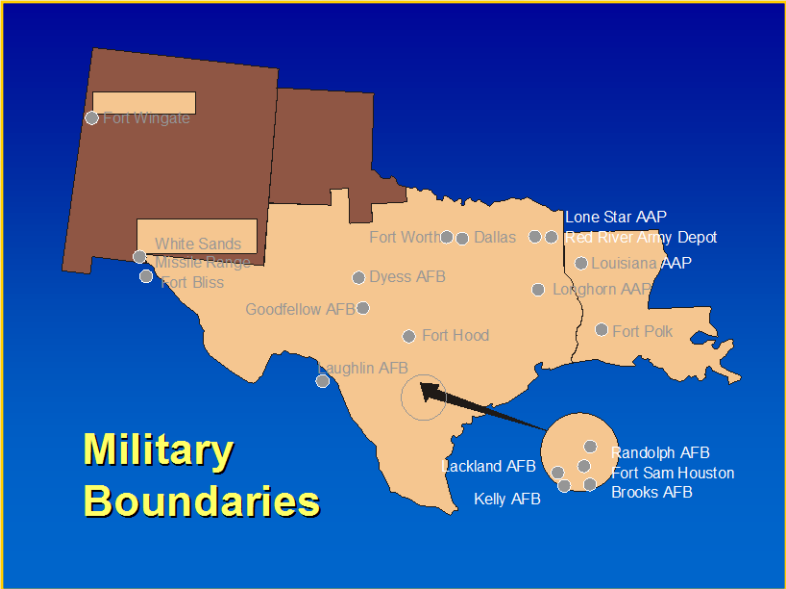 Fort Wingate
Lone Star AAP
Fort Worth
Dallas
Red River Army Depot
White Sands
Missile Range
Louisiana AAP
Fort Bliss
Dyess AFB
Longhorn AAP
Goodfellow AFB
Fort Hood
Fort Polk
Laughlin AFB
Military
Boundaries
Randolph AFB
Lackland AFB
Fort Sam Houston
Kelly AFB
Brooks AFB